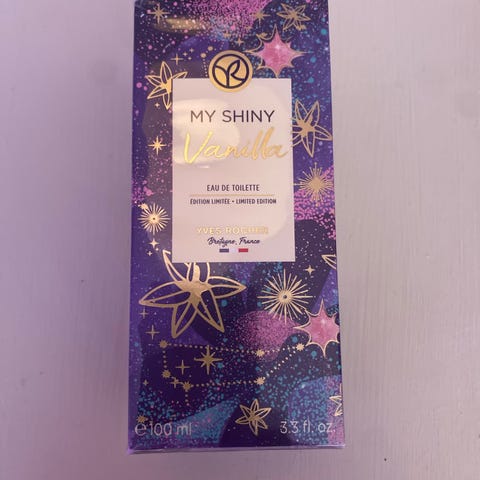 MY SHINY
Vanilla
EAU DE TOILETTE
ÉDITION LIMITÉE • LIMITED EDITION
YVES ROCHER
Bretagne, France
e 100 ml
3.3 fl. oz.